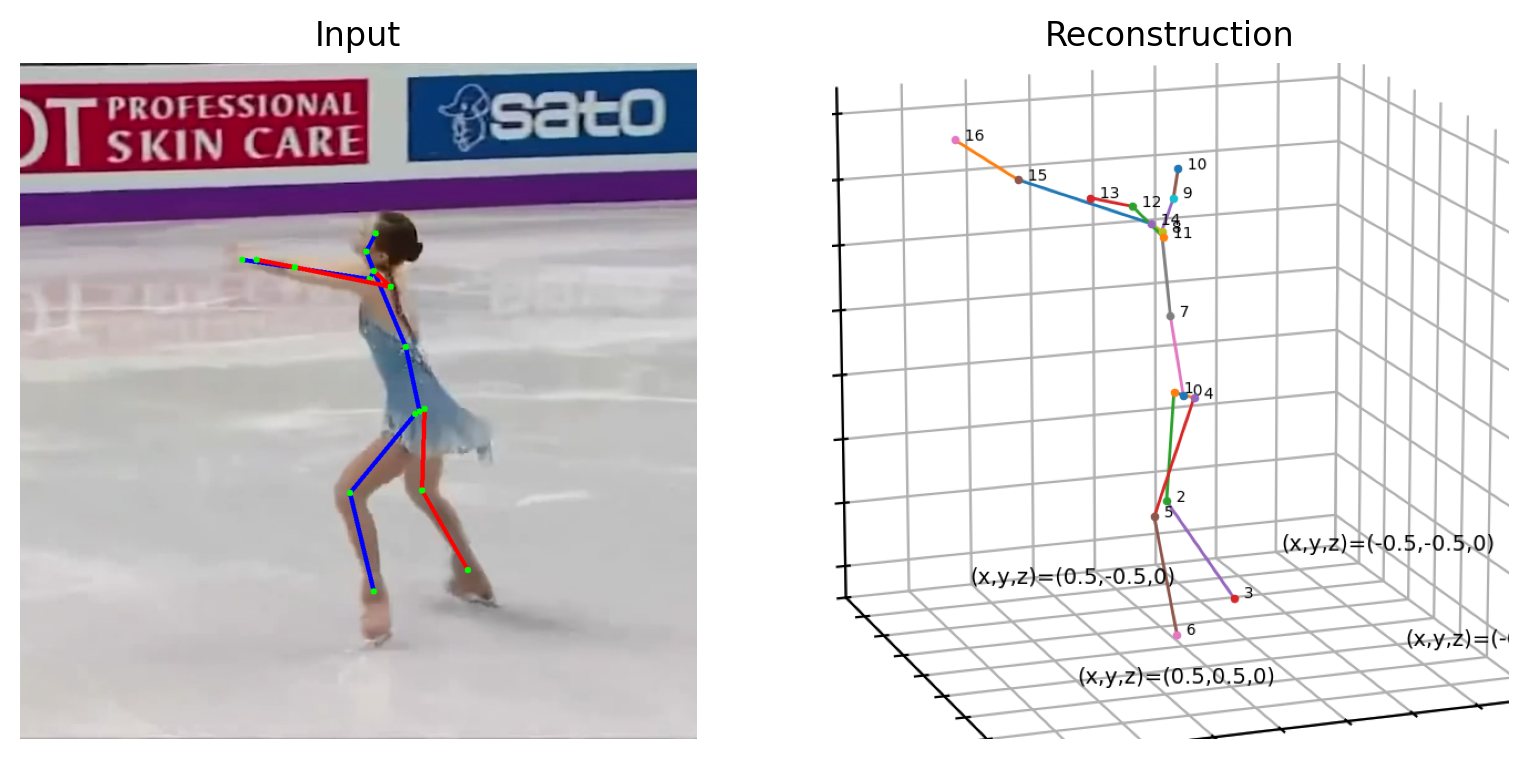 Input
OT PROFESSIONAL
SKIN CARE
sato
Reconstruction
16
10
15
13
9
12
14
8
11
7
10
4
2
5
(x,y,z)=(-0.5,-0.5,0)
(x,y,z)=(0.5,-0.5,0)
3
6
(x,y,z)=(-
(x,y,z)=(0.5,0.5,0)